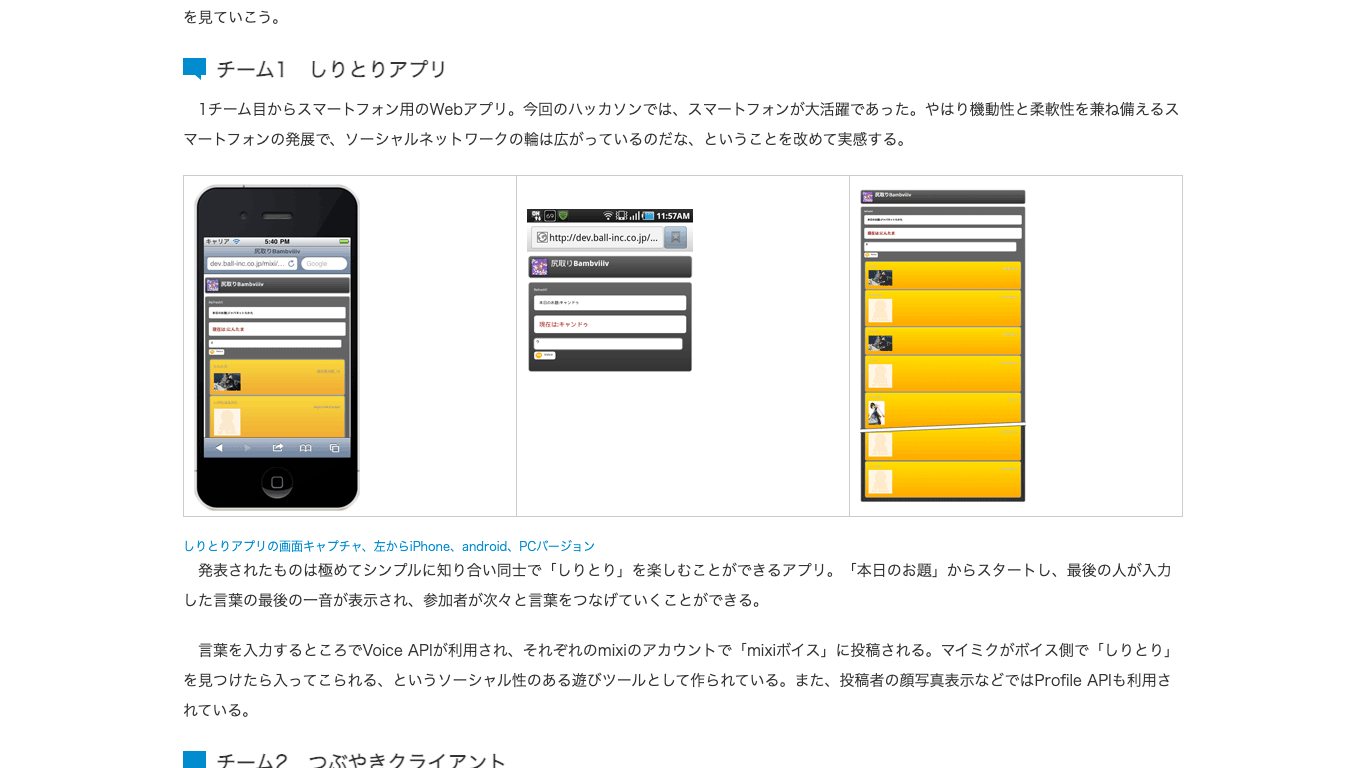 を見ていこう。
チーム1　しりとりアプリ
　1チーム目からスマートフォン用のWebアプリ。今回のハッカソンでは、スマートフォンが大活躍であった。やはり機動性と柔軟性を兼ね備えるス
マートフォンの発展で、ソーシャルネットワークの輪は広がっているのだな、ということを改めて実感する。
キャリア 5:40 PM
尻取りBambviiiv
dev.ball-inc.co.jp/mixi/... Google
尻取りBambviiiv
現在は:にんたま
11:57AM
http://dev.ball-inc.co.jp/...
尻取りBambviiiv
本日のお題:キャンドゥ
現在は:キャンドゥ
尻取りBambviiiv
現在は:にんたま
しりとりアプリの画面キャプチャ、左からiPhone、android、PCバージョン
　発表されたものは極めてシンプルに知り合い同士で「しりとり」を楽しむことができるアプリ。「本日のお題」からスタートし、最後の人が入力
した言葉の最後の一音が表示され、参加者が次々と言葉をつなげていくことができる。
　言葉を入力するところでVoice APIが利用され、それぞれのmixiのアカウントで「mixiボイス」に投稿される。マイミクがボイス側で「しりとり」
を見つけたら入ってこられる、というソーシャル性のある遊びツールとして作られている。また、投稿者の顔写真表示などではProfile APIも利用さ
れている。
チーム2　つぶやきクライアント